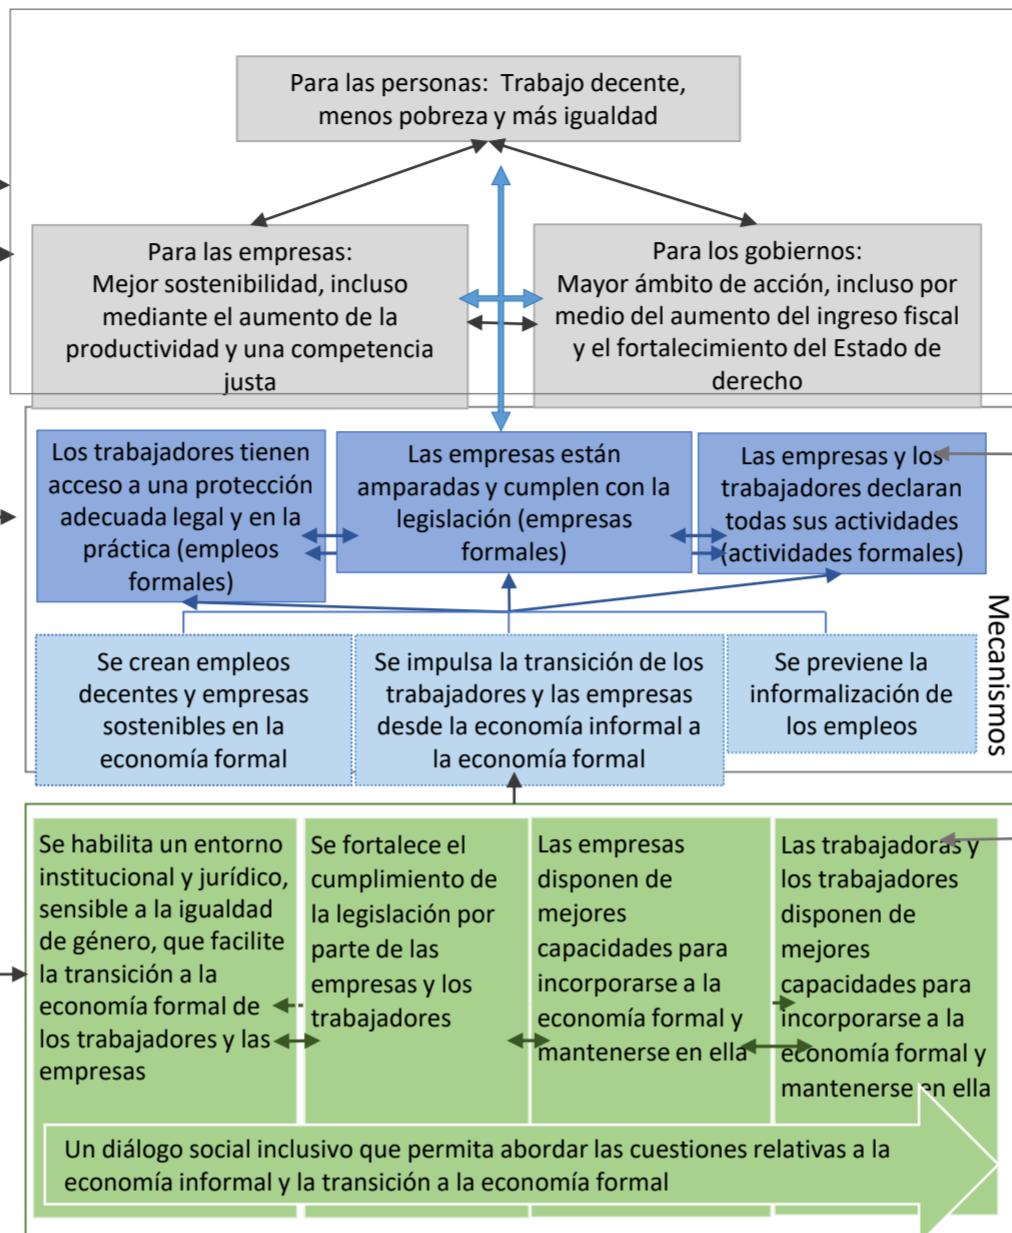 Para las personas: Trabajo decente,
menos pobreza y más igualdad
Para las empresas:
Mejor sostenibilidad, incluso
mediante el aumento de la
productividad y una competencia
justa
Para los gobiernos:
Mayor ámbito de acción, incluso por
medio del aumento del ingreso fiscal
y el fortalecimiento del Estado de
derecho
Los trabajadores tienen
acceso a una protección
adecuada legal y en la
práctica (empleos
formales)
Las empresas están
amparadas y cumplen con la
legislación (empresas
formales)
Las empresas y los
trabajadores declaran
todas sus actividades
(actividades formales)
Mecanismos
Se crean empleos
decentes y empresas
sostenibles en la
economía formal
Se impulsa la transición de los
trabajadores y las empresas
desde la economía informal a
la economía formal
Se previene la
informalización de
los empleos
Se habilita un entorno
institucional y jurídico,
sensible a la igualdad
de género, que facilite
la transición a la
economía formal de
los trabajadores y las
empresas
Se fortalece el
cumplimiento de
la legislación por
parte de las
empresas y los
trabajadores
Las empresas
disponen de
mejores
capacidades para
incorporarse a la
economía formal y
mantenerse en ella
Las trabajadoras y
los trabajadores
disponen de
mejores
capacidades para
incorporarse a la
economía formal y
mantenerse en ella
Un diálogo social inclusivo que permita abordar las cuestiones relativas a la
economía informal y la transición a la economía formal